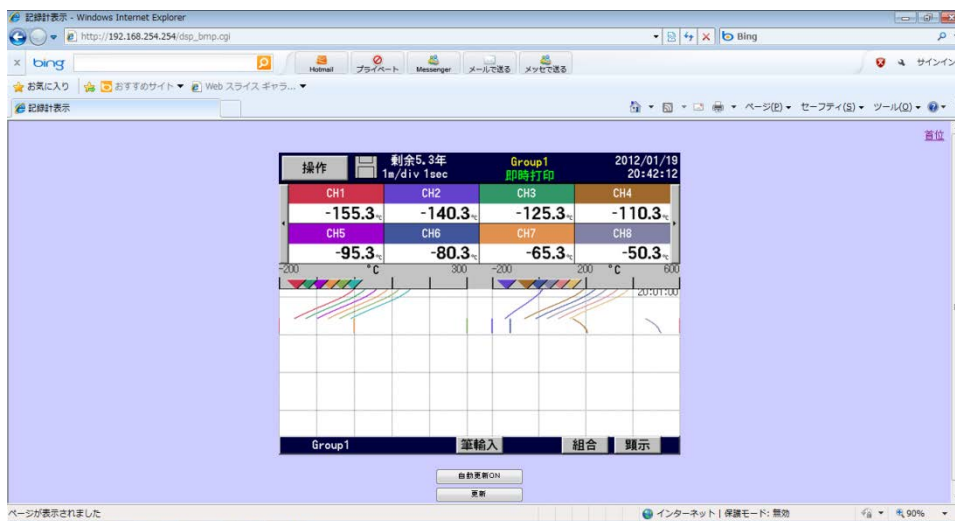 記録計表示 - Windows Internet Explorer
http://192.168.254.254/dsp_bmp.cgi
Bing
x bing
Hotmail プライベート Messenger メールで送る メッセで送る サインイン
お気に入り おすすめサイト ▼ Web スライス ギャラ... ▼
記録計表示 ページ(P) セーフティ(S) ツール(O)
首位
操作 剰余5.3年 Group1 2012/01/19
1m/div 1sec 即時打印 20:42:12
CH1 CH2 CH3 CH4
-155.3℃ -140.3℃ -125.3℃ -110.3℃
CH5 CH6 CH7 CH8
-95.3℃ -80.3℃ -65.3℃ -50.3℃
-200 °C 300 -200 200 °C 600
20:01:00
Group1 筆輸入 組合 顕示
自動更新ON
更新
ページが表示されました インターネット | 保護モード: 無効 90%